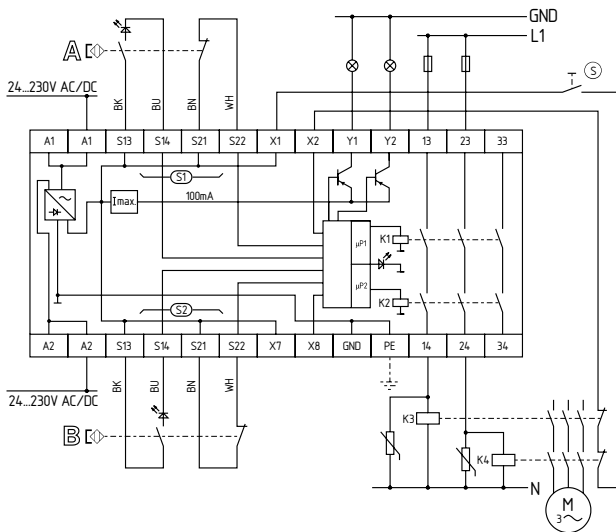 GND
L1
A
S
24...230V AC/DC
BK
BU
BN
WH
A1
A1
S13
S14
S21
S22
X1
X2
Y1
Y2
13
23
33
S1
Imax.
100mA
µP1
K1
µP2
K2
S2
A2
A2
S13
S14
S21
S22
X7
X8
GND
PE
14
24
34
BK
BU
BN
WH
24...230V AC/DC
K3
B
K4
N
M
3